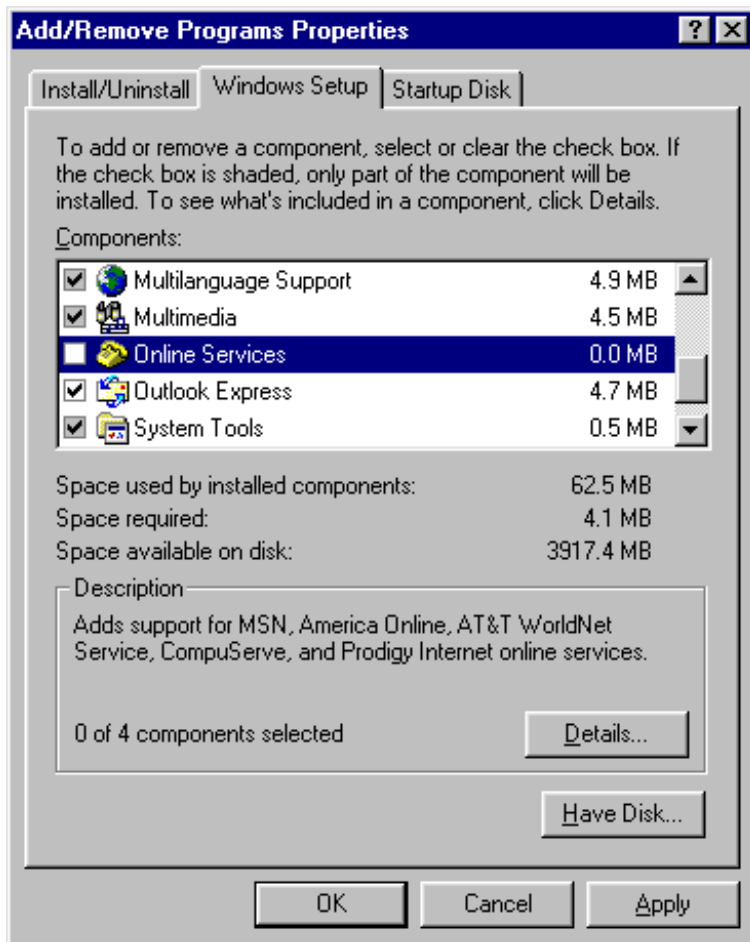 Add/Remove Programs Properties
Install/Uninstall Windows Setup Startup Disk
To add or remove a component, select or clear the check box. If
the check box is shaded, only part of the component will be
installed. To see what's included in a component, click Details.
Components:
Multilanguage Support 4.9 MB
Multimedia 4.5 MB
Online Services 0.0 MB
Outlook Express 4.7 MB
System Tools 0.5 MB
Space used by installed components: 62.5 MB
Space required: 4.1 MB
Space available on disk: 3917.4 MB
Description
Adds support for MSN, America Online, AT&T WorldNet
Service, CompuServe, and Prodigy Internet online services.
0 of 4 components selected
Details...
Have Disk...
OK Cancel Apply